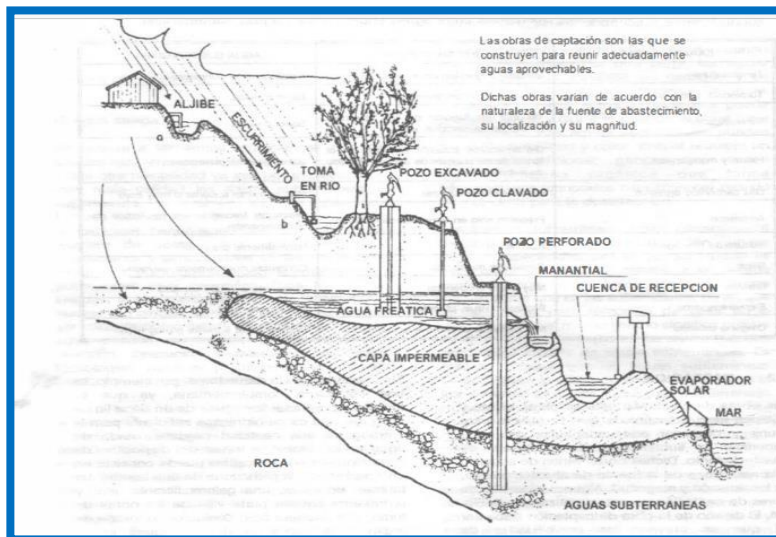 Las obras de captación son las que se
construyen para reunir adecuadamente
aguas aprovechables.
Dichas obras varian de acuerdo con la
naturaleza de la fuente de abastecimiento,
su localización y su magnitud.
ALJIBE
a
ESCURRIMIENTO
TOMA
EN RIO
b
POZO EXCAVADO
POZO CLAVADO
POZO PERFORADO
MANANTIAL
CUENCA DE RECEPCION
AGUA FREATICA
CAPA IMPERMEABLE
EVAPORADOR
SOLAR
MAR
ROCA
AGUAS SUBTERRANEAS